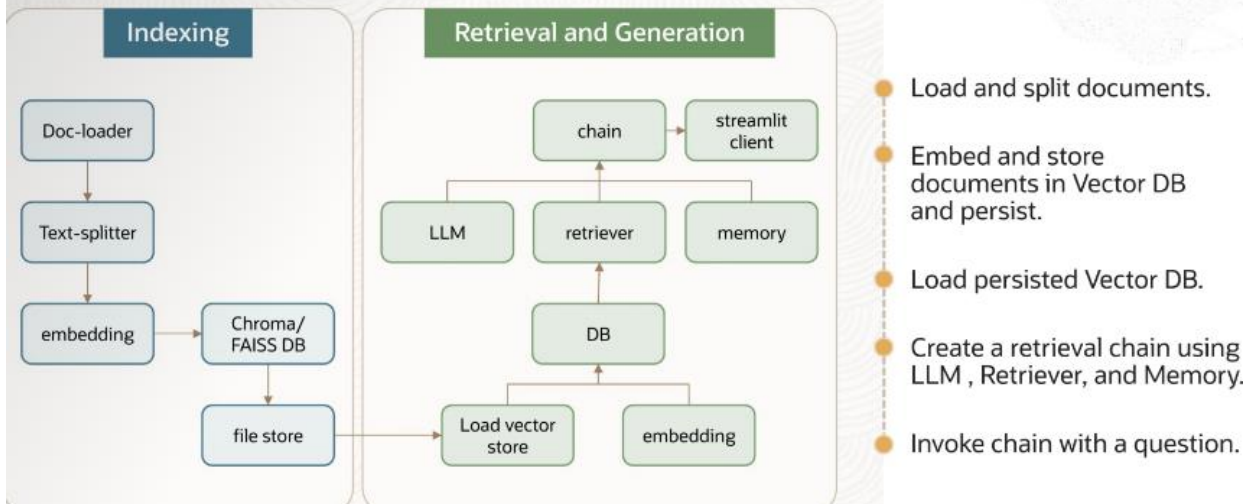 Indexing
Doc-loader
Text-splitter
embedding
Chroma/
FAISS DB
file store
Retrieval and Generation
chain
streamlit
client
LLM
retriever
memory
DB
Load vector
store
embedding
Load and split documents.
Embed and store
documents in Vector DB
and persist.
Load persisted Vector DB.
Create a retrieval chain using
LLM , Retriever, and Memory.
Invoke chain with a question.